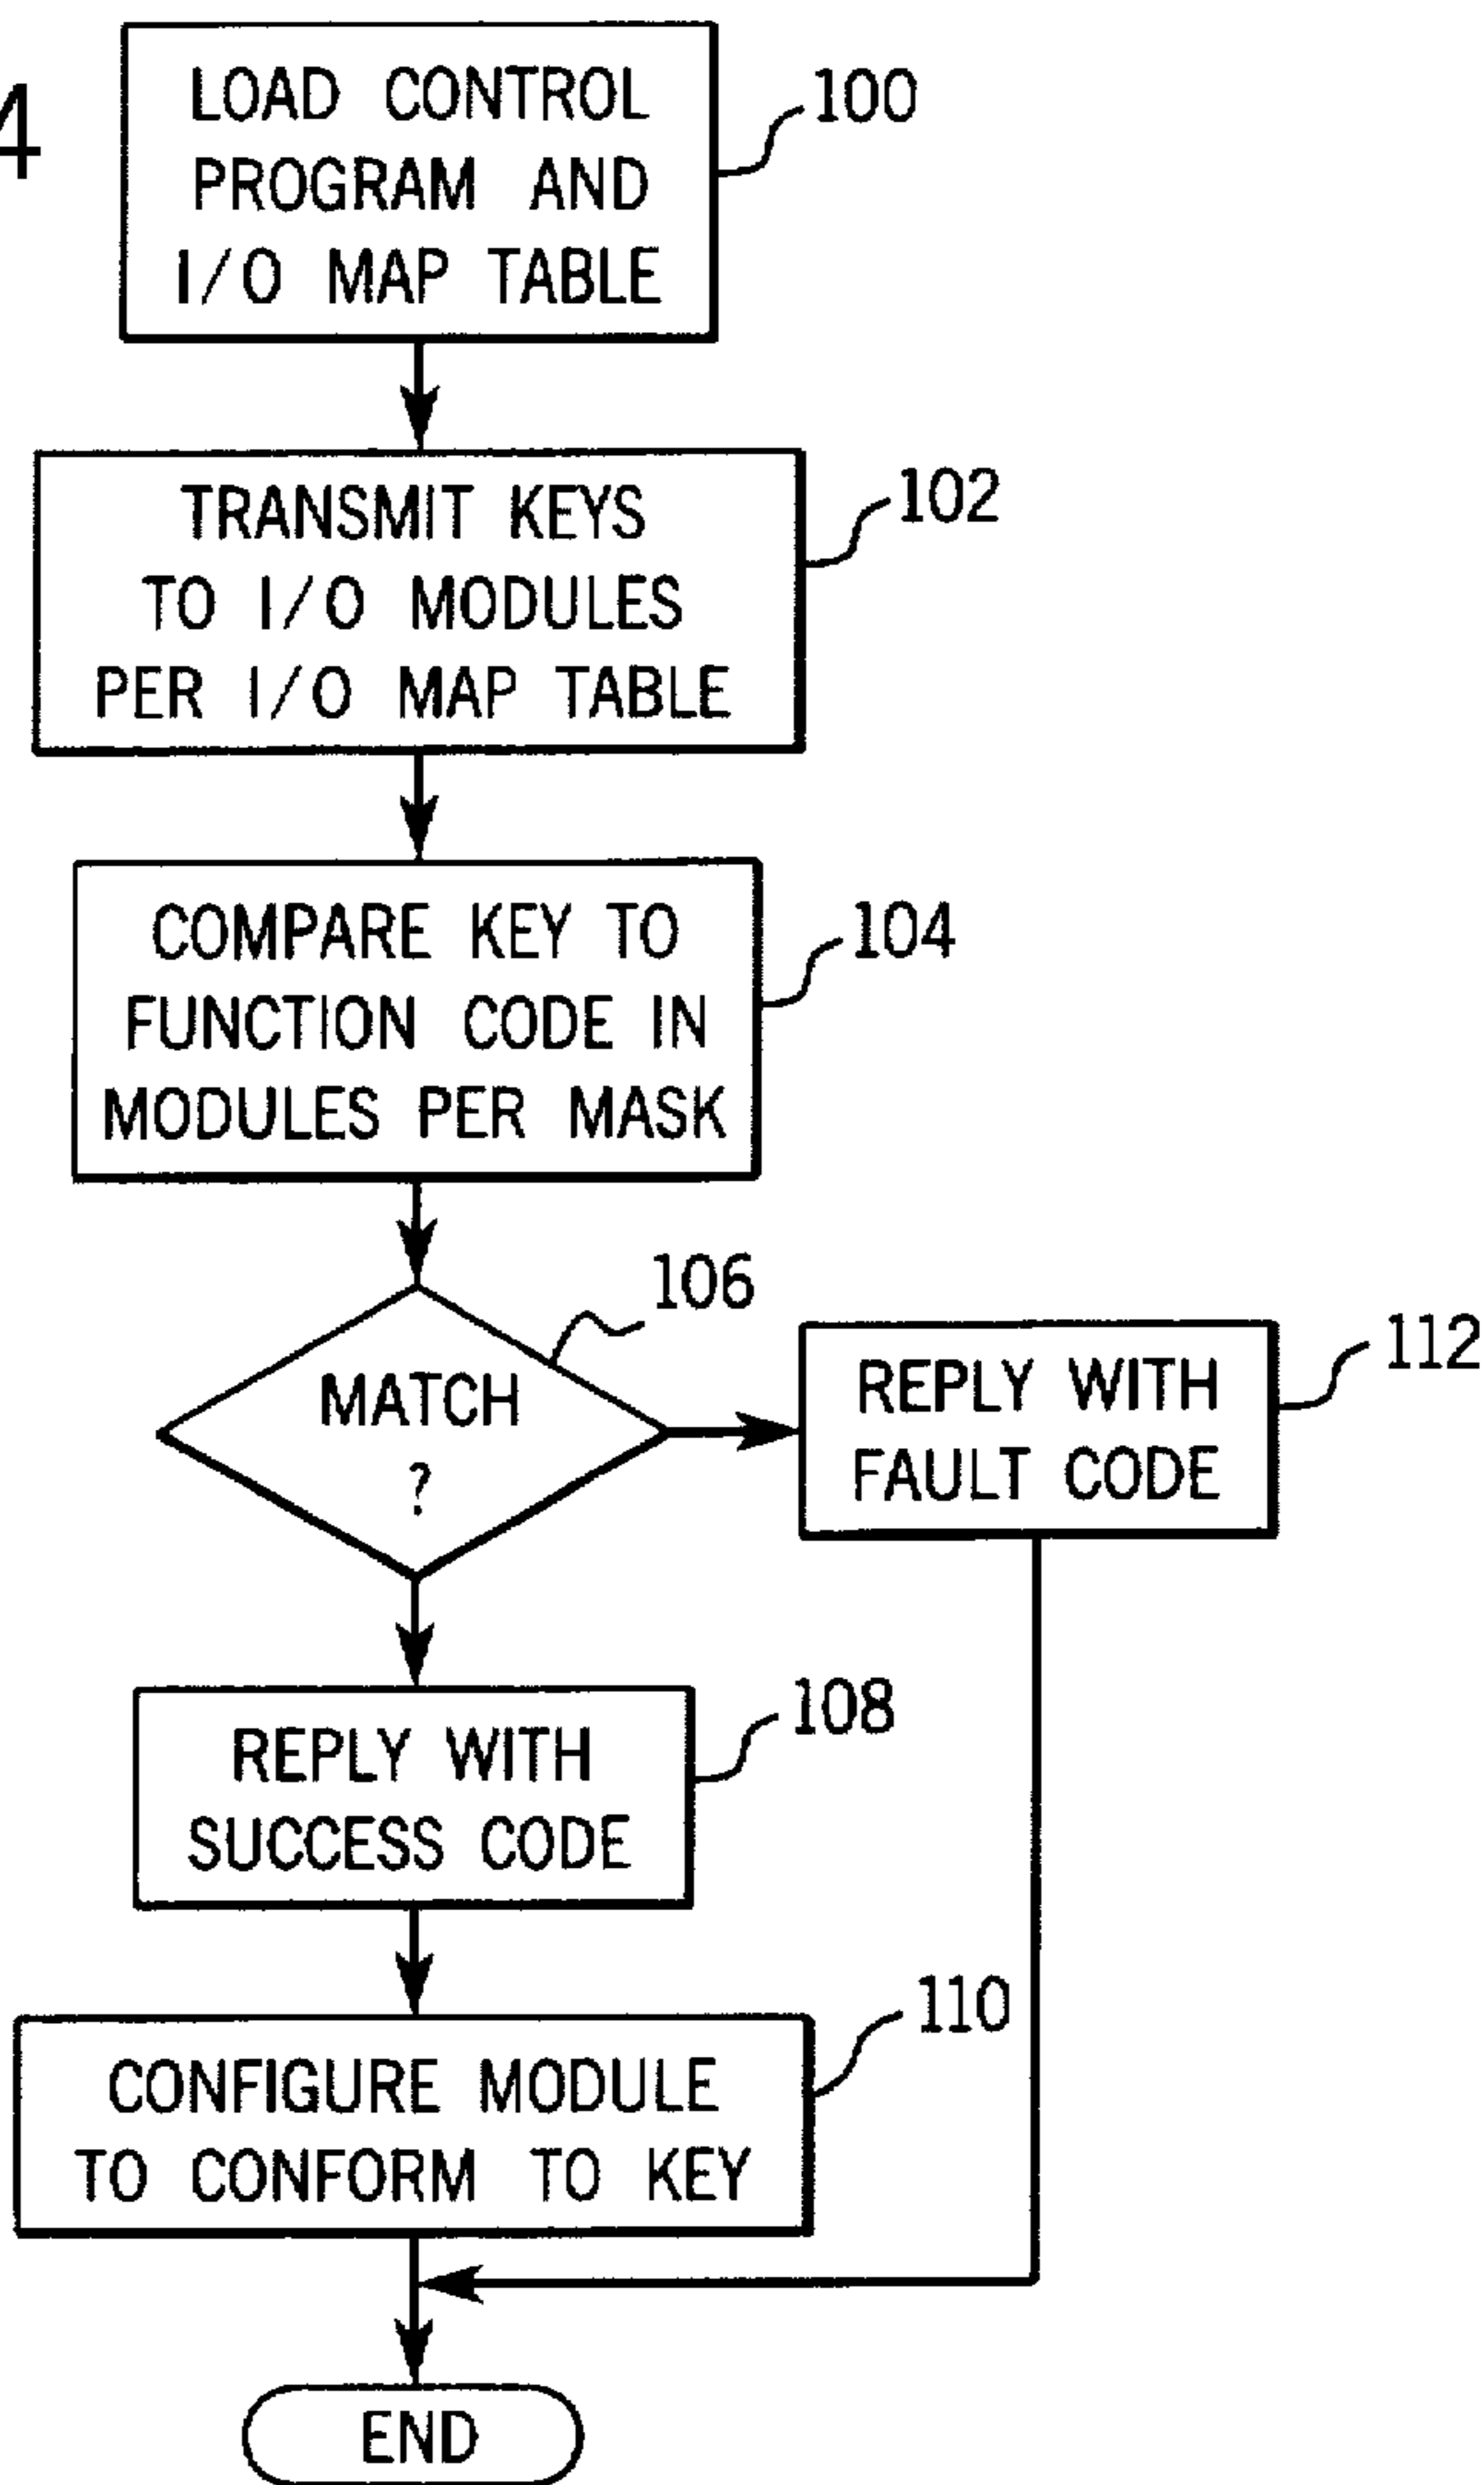 4
LOAD CONTROL
PROGRAM AND
I/O MAP TABLE
100
TRANSMIT KEYS
TO I/O MODULES
PER I/O MAP TABLE
102
COMPARE KEY TO
FUNCTION CODE IN
MODULES PER MASK
104
MATCH
?
106
REPLY WITH
FAULT CODE
112
REPLY WITH
SUCCESS CODE
108
CONFIGURE MODULE
TO CONFORM TO KEY
110
END